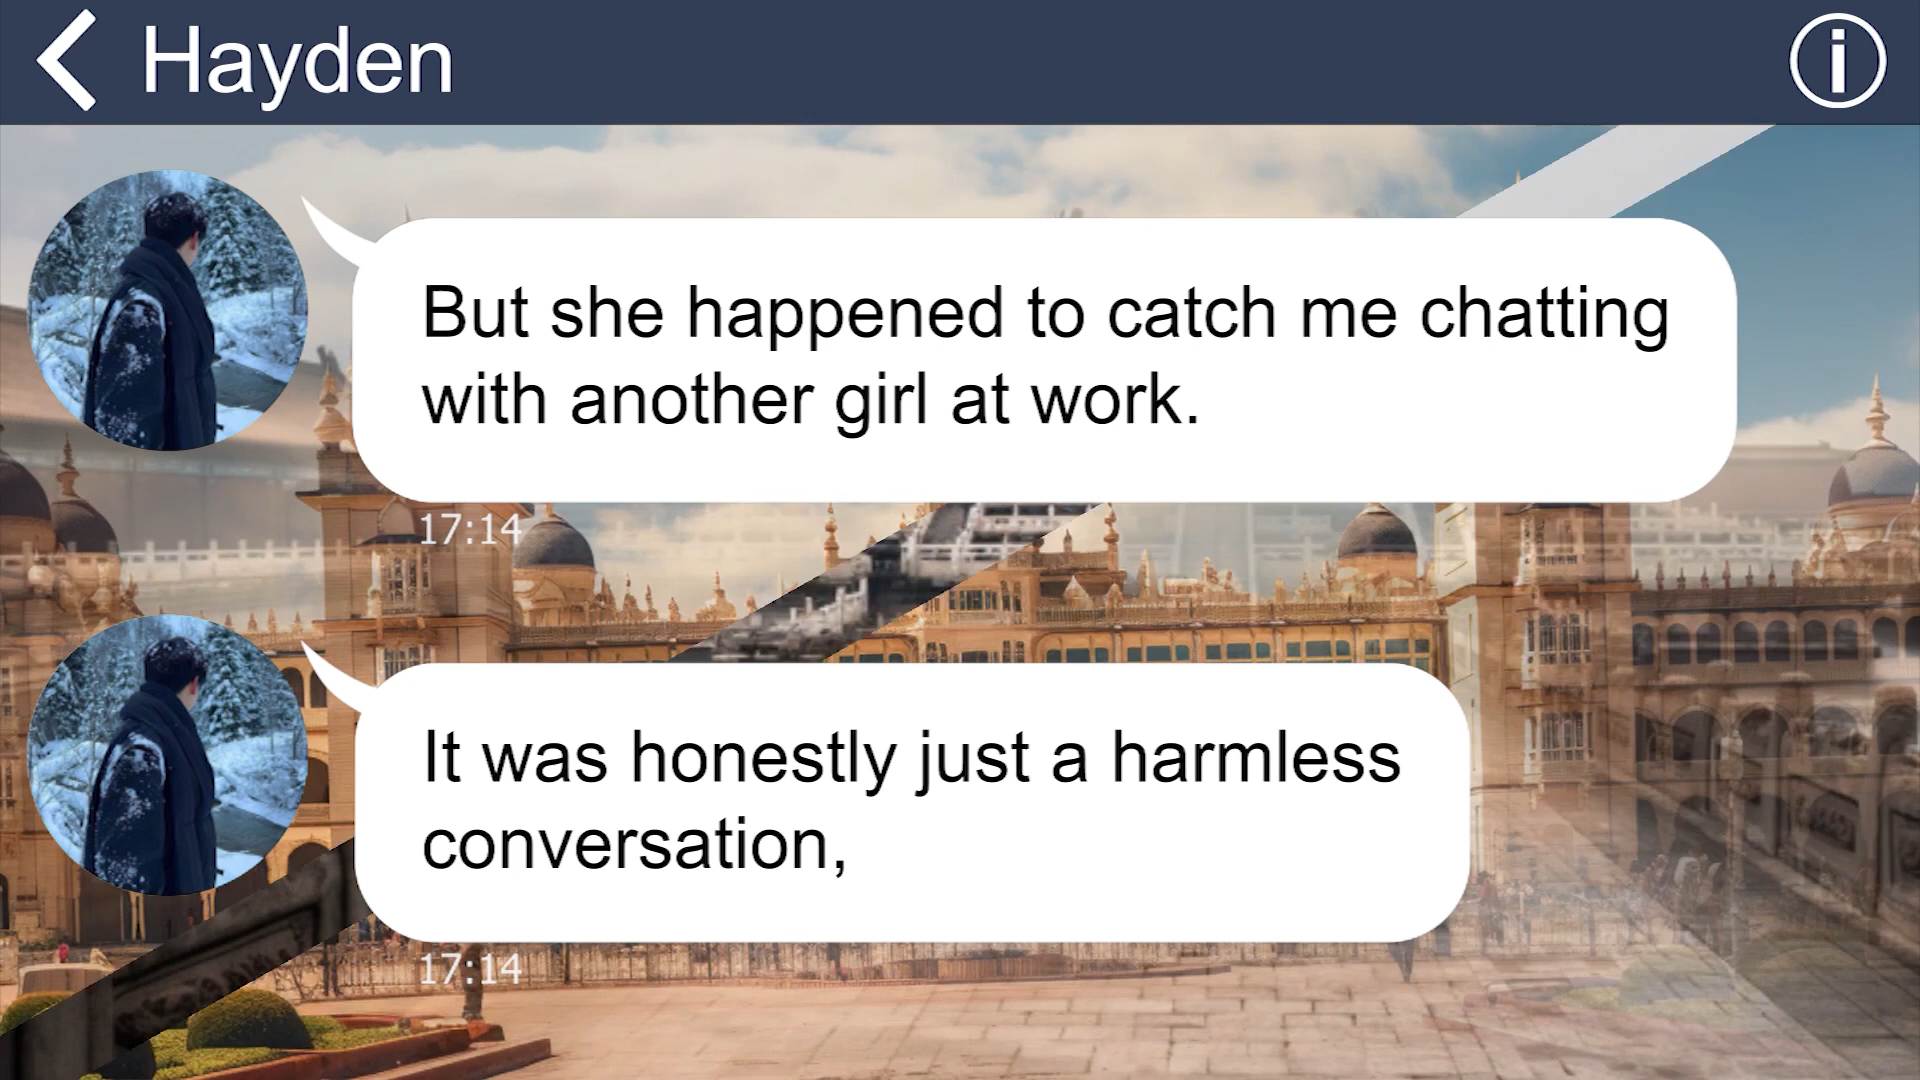 Hayden
But she happened to catch me chatting
with another girl at work.
17:14
It was honestly just a harmless
conversation,
17:14